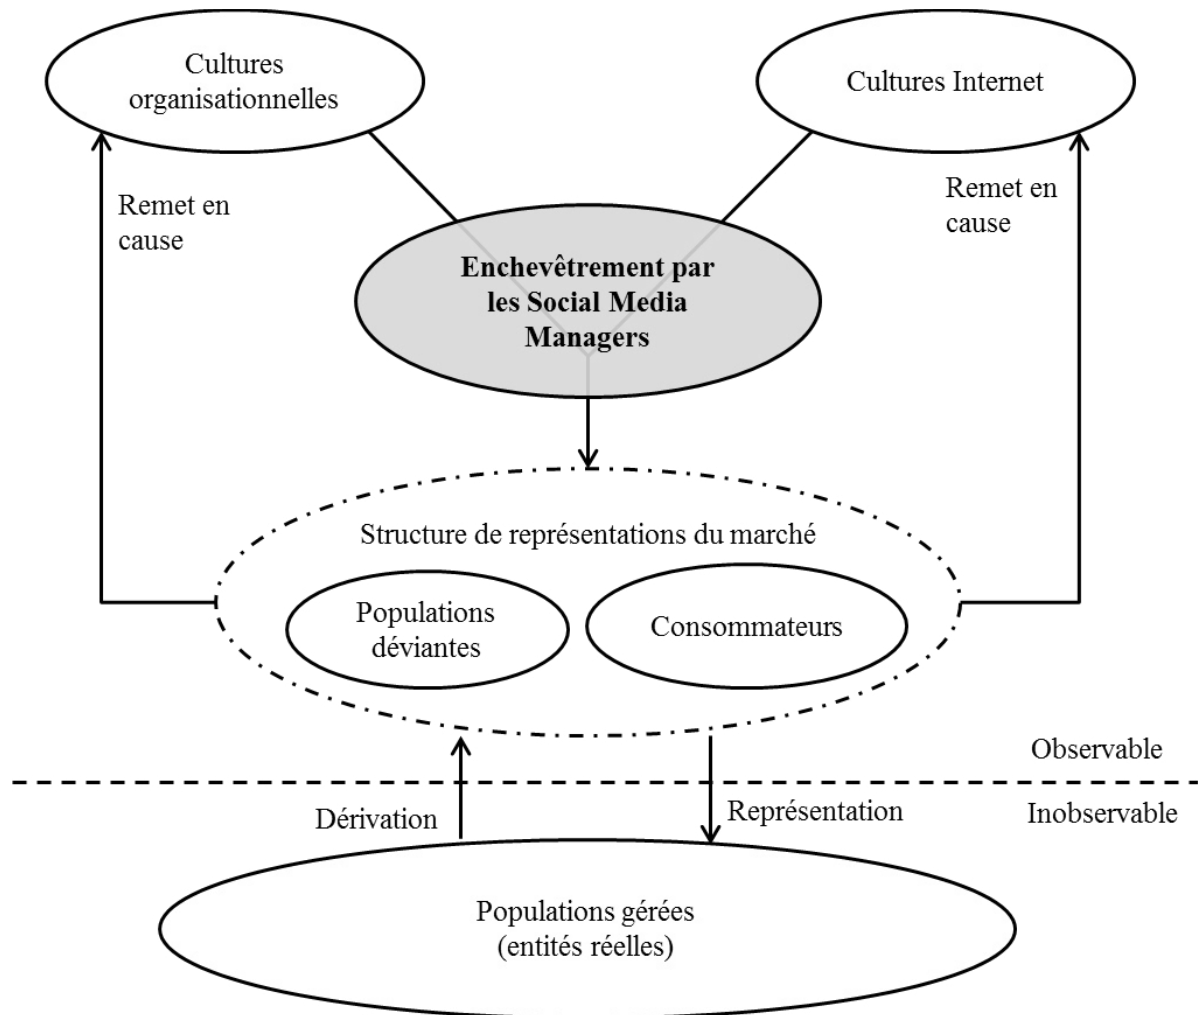 Cultures
organisationnelles
Cultures Internet
Remet en
cause
Remet en
cause
Enchevêtrement par
les Social Media
Managers
Structure de représentations du marché
Populations
déviantes
Consommateurs
Observable
Dérivation
Représentation
Inobservable
Populations gérées
(entités réelles)